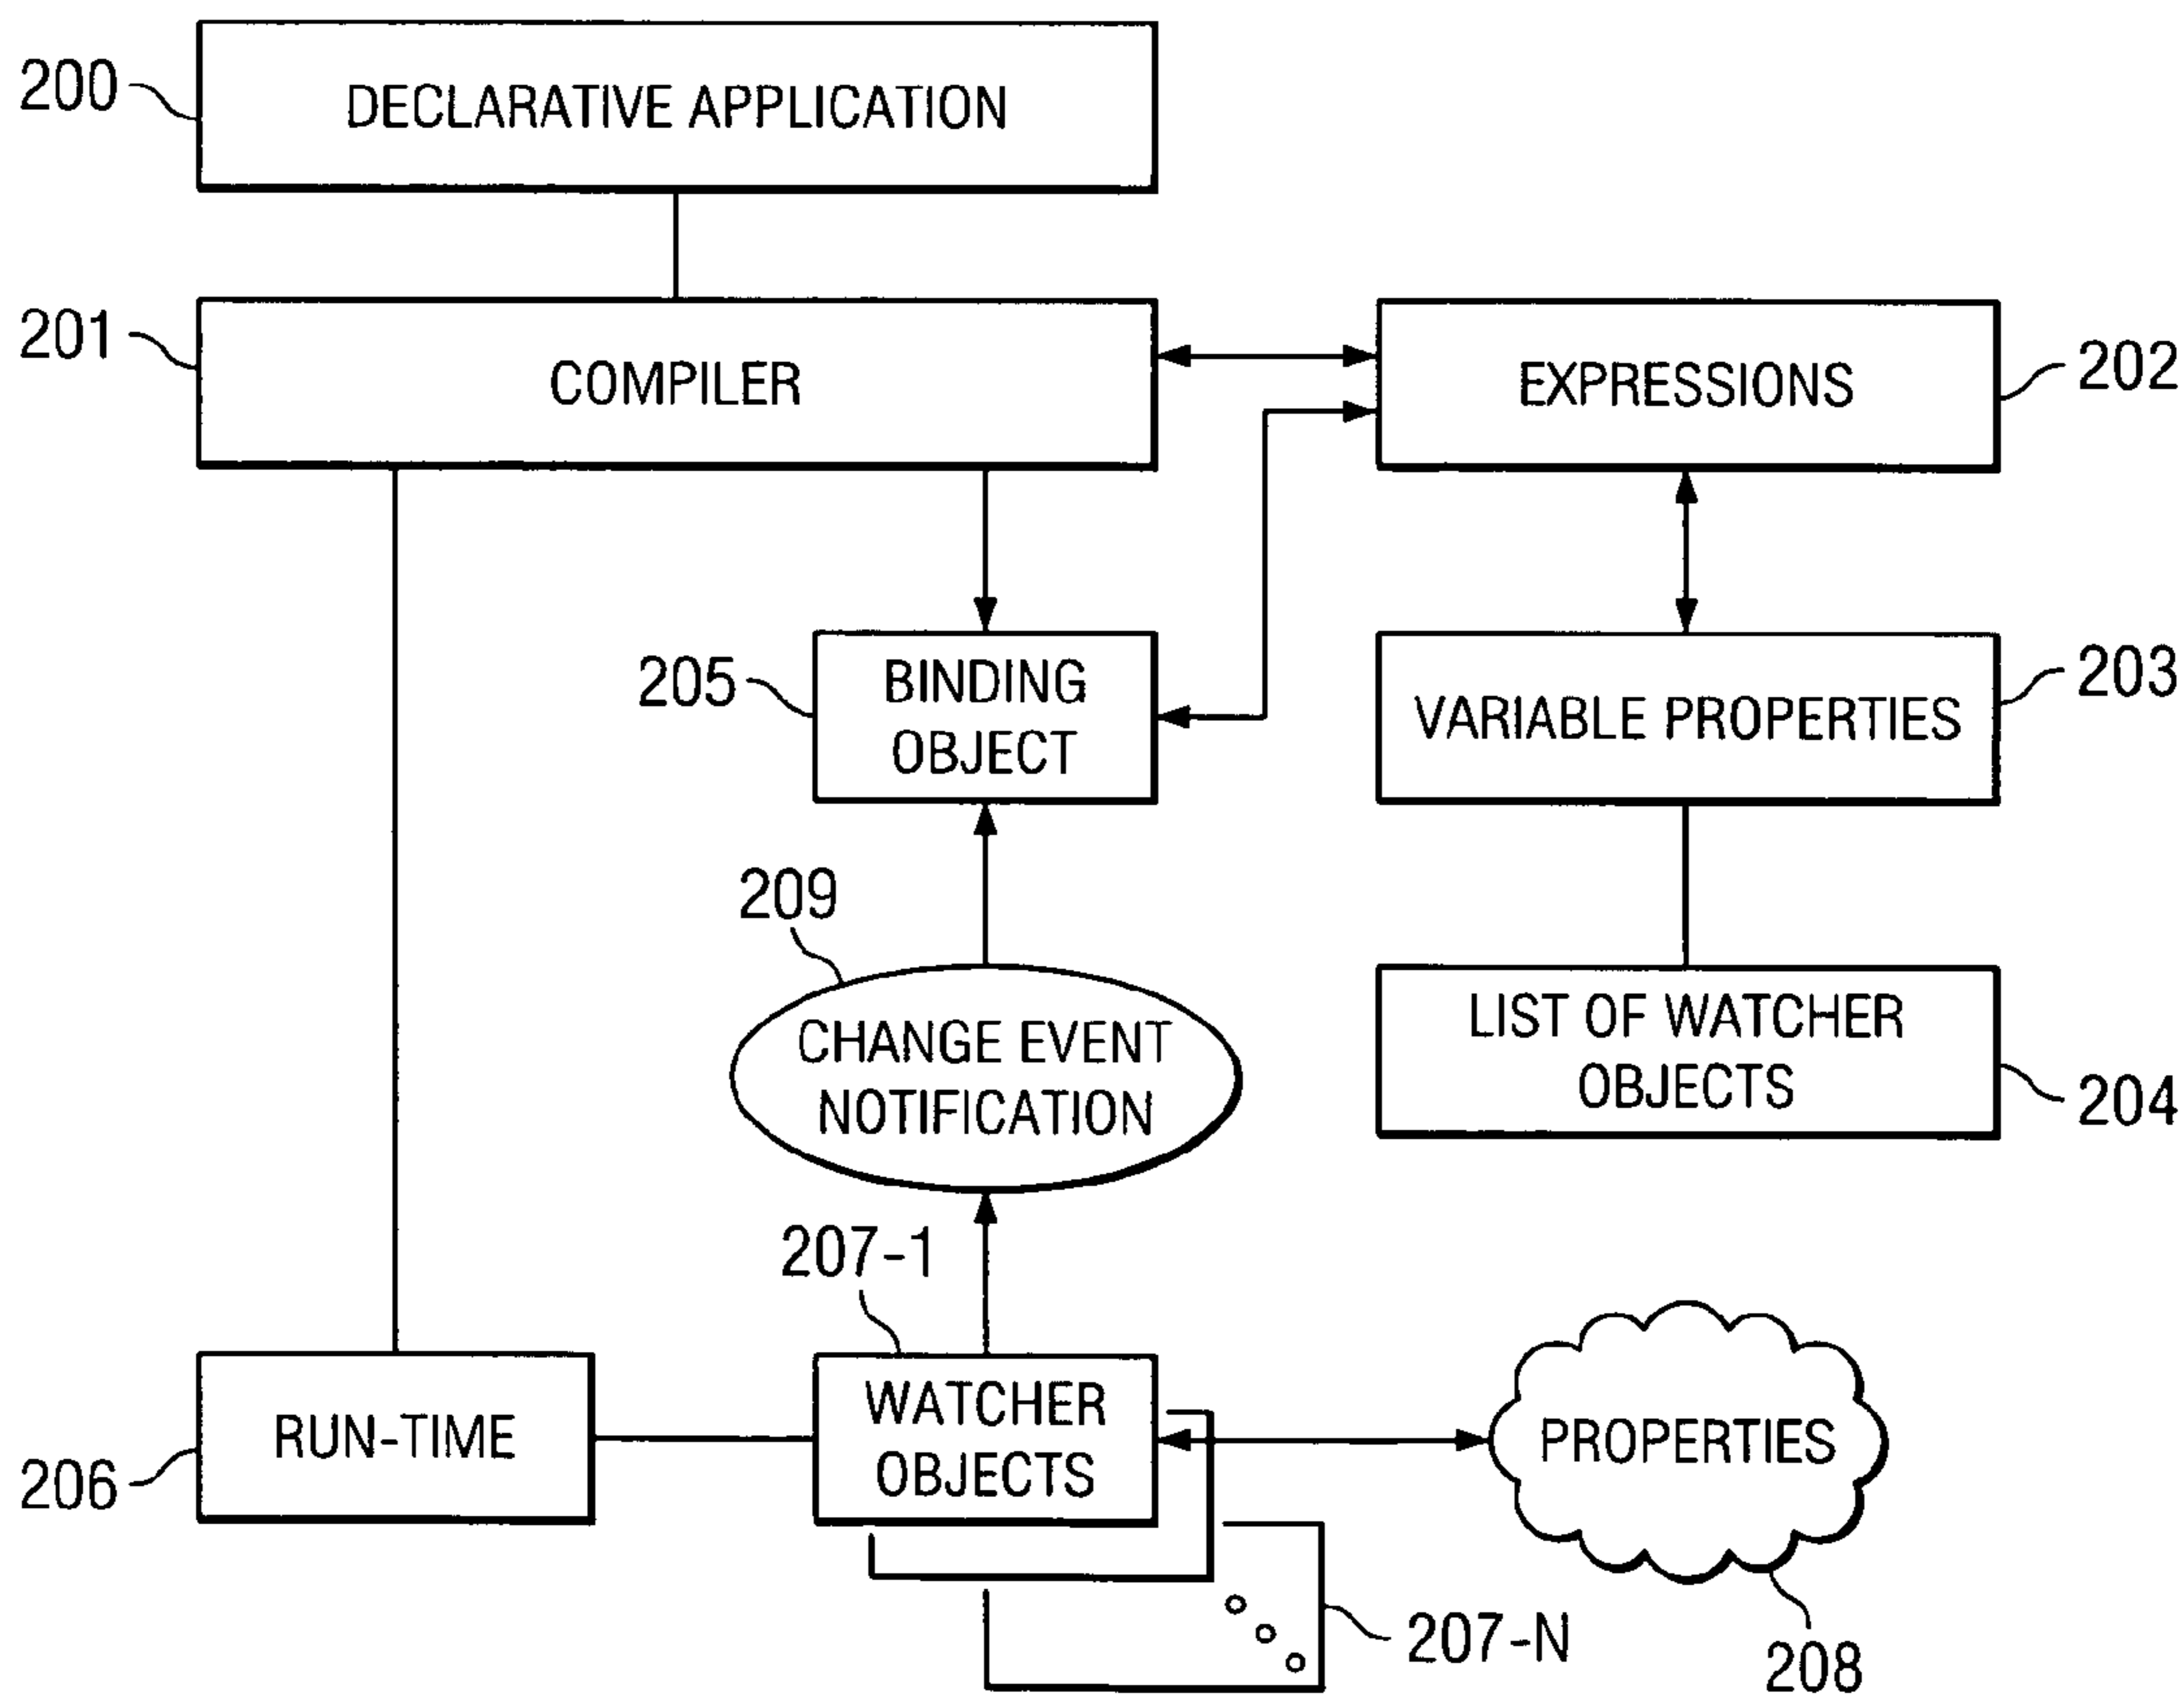 200
DECLARATIVE APPLICATION
201
COMPILER
EXPRESSIONS
202
205
BINDING
OBJECT
VARIABLE PROPERTIES
203
209
CHANGE EVENT
NOTIFICATION
LIST OF WATCHER
OBJECTS
204
207-1
206
RUN-TIME
WATCHER
OBJECTS
PROPERTIES
207-N
208